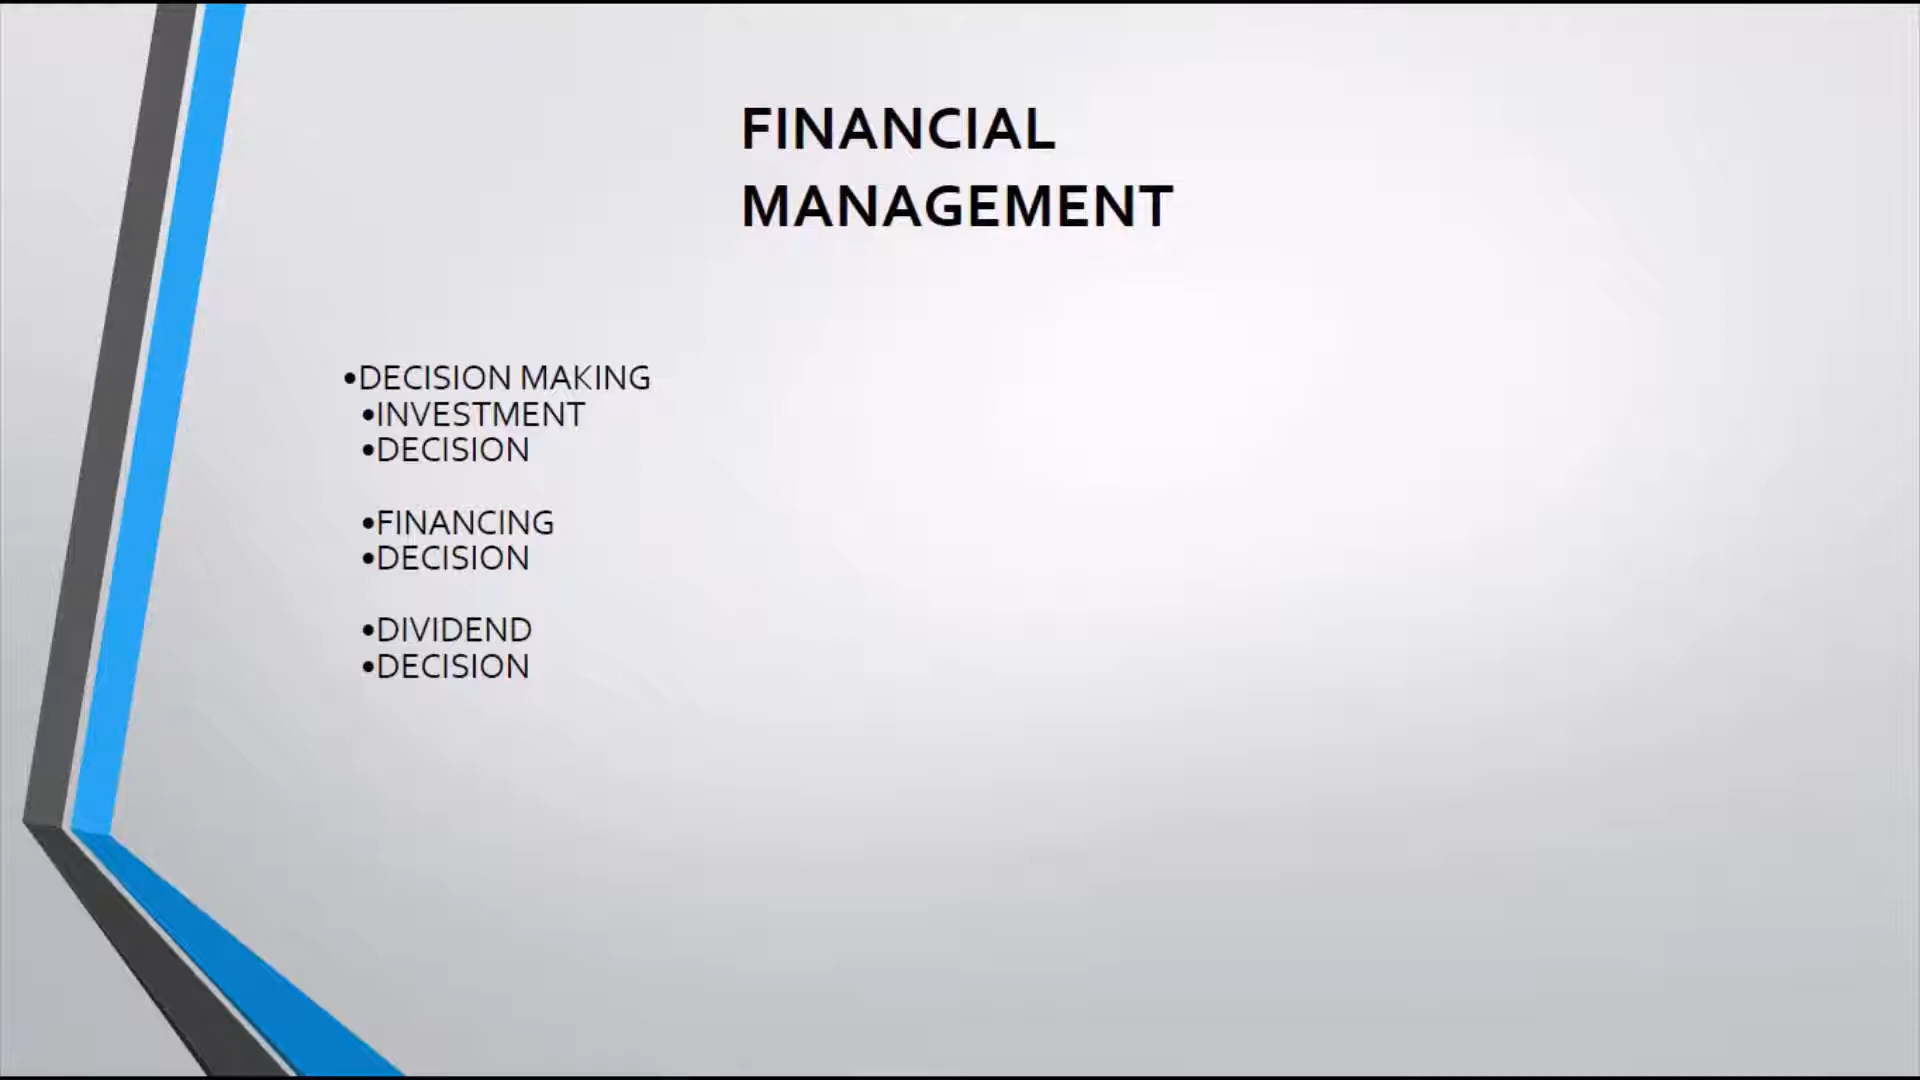 FINANCIAL
MANAGEMENT
•DECISION MAKING
•INVESTMENT
•DECISION
•FINANCING
•DECISION
•DIVIDEND
•DECISION